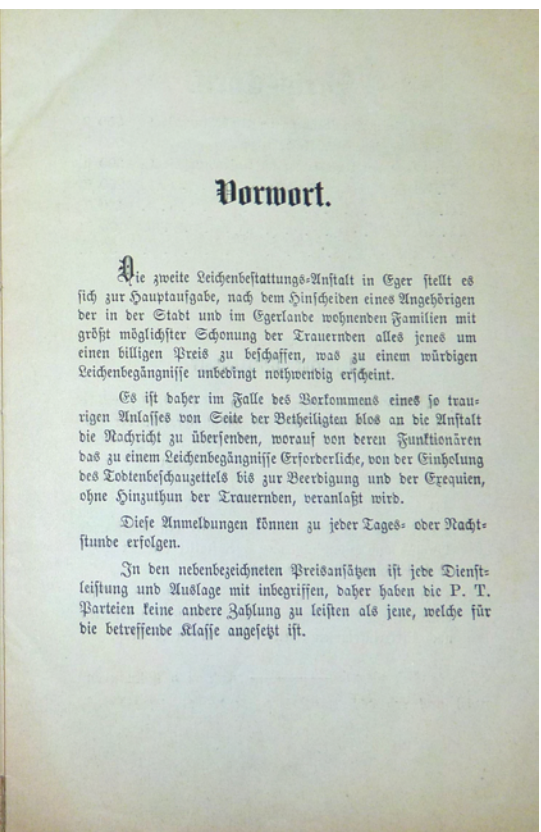 Vorwort.
Die zweite Leichenbestattungs-Anstalt in Eger stellt es
sich zur Hauptaufgabe, nach dem Hinscheiden eines Angehörigen
der in der Stadt und im Egerlande wohnenden Familien mit
größt möglichster Schonung der Trauernden alles jenes um
einen billigen Preis zu beschaffen, was zu einem würdigen
Leichenbegängnisse unbedingt nothwendig erscheint.
Es ist daher im Falle des Vorkommens eines so trau-
rigen Anlasses von Seite der Betheiligten blos an die Anstalt
die Nachricht zu übersenden, worauf von deren Funktionären
das zu einem Leichenbegängnisse Erforderliche, von der Einholung
des Todtenbeschauzettels bis zur Beerdigung und der Exequien,
ohne Hinzuthun der Trauernden, veranlaßt wird.
Diese Anmeldungen können zu jeder Tages- oder Nacht-
stunde erfolgen.
In den nebenbezeichneten Preisansätzen ist jede Dienst-
leistung und Auslage mit inbegriffen, daher haben die P. T.
Parteien keine andere Zahlung zu leisten als jene, welche für
die betreffende Klasse angesetzt ist.